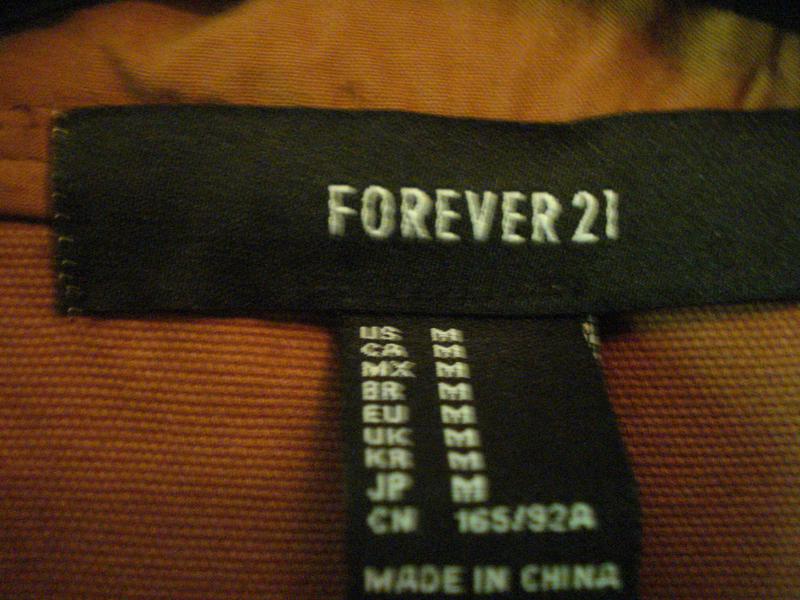 FOREVER 21
US M
CA M
MX M
BR M
EU M
UK M
KR M
JP M
CN 165/92A
MADE IN CHINA